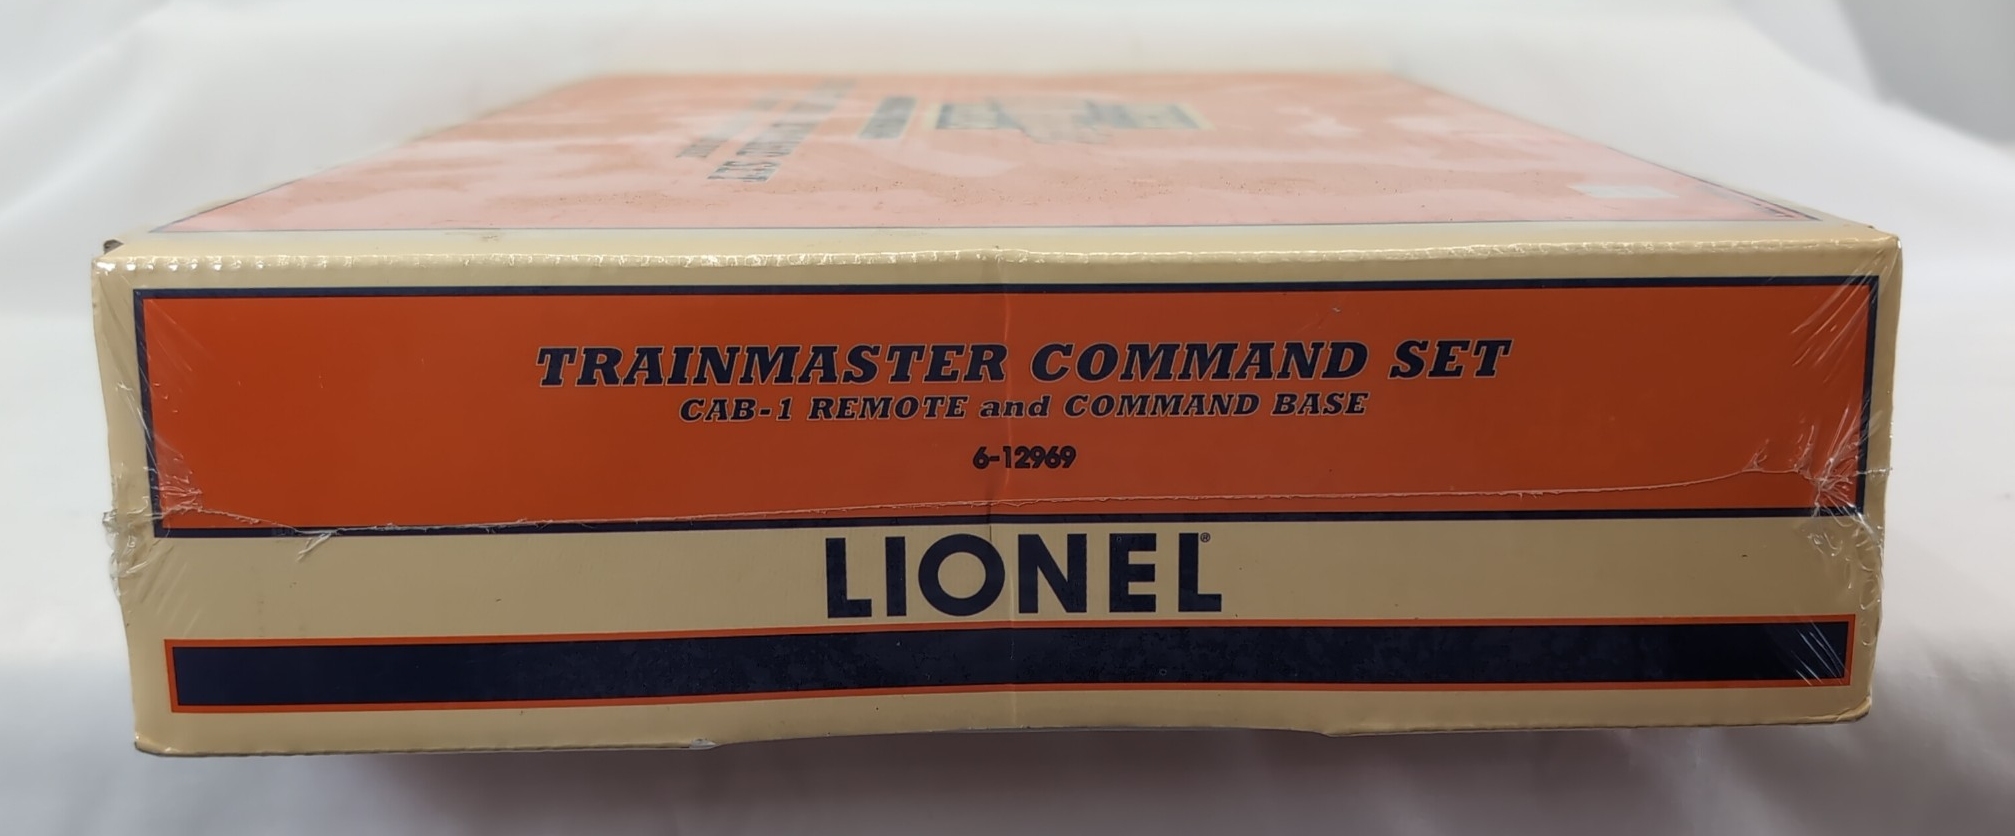 TRAINMASTER COMMAND SET
CAB-1 REMOTE and COMMAND BASE
6-12969
LIONEL®